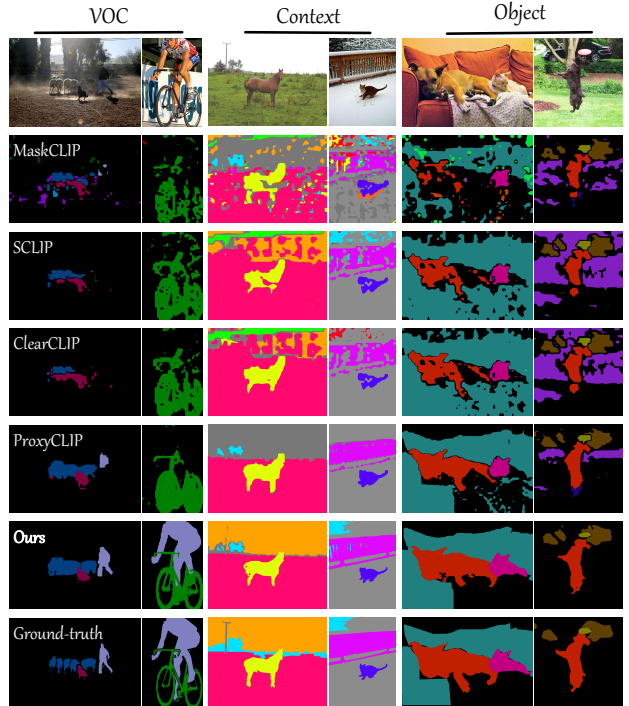 VOC Context Object
MaskCLIP
SCLIP
ClearCLIP
ProxyCLIP
Ours
Ground-truth